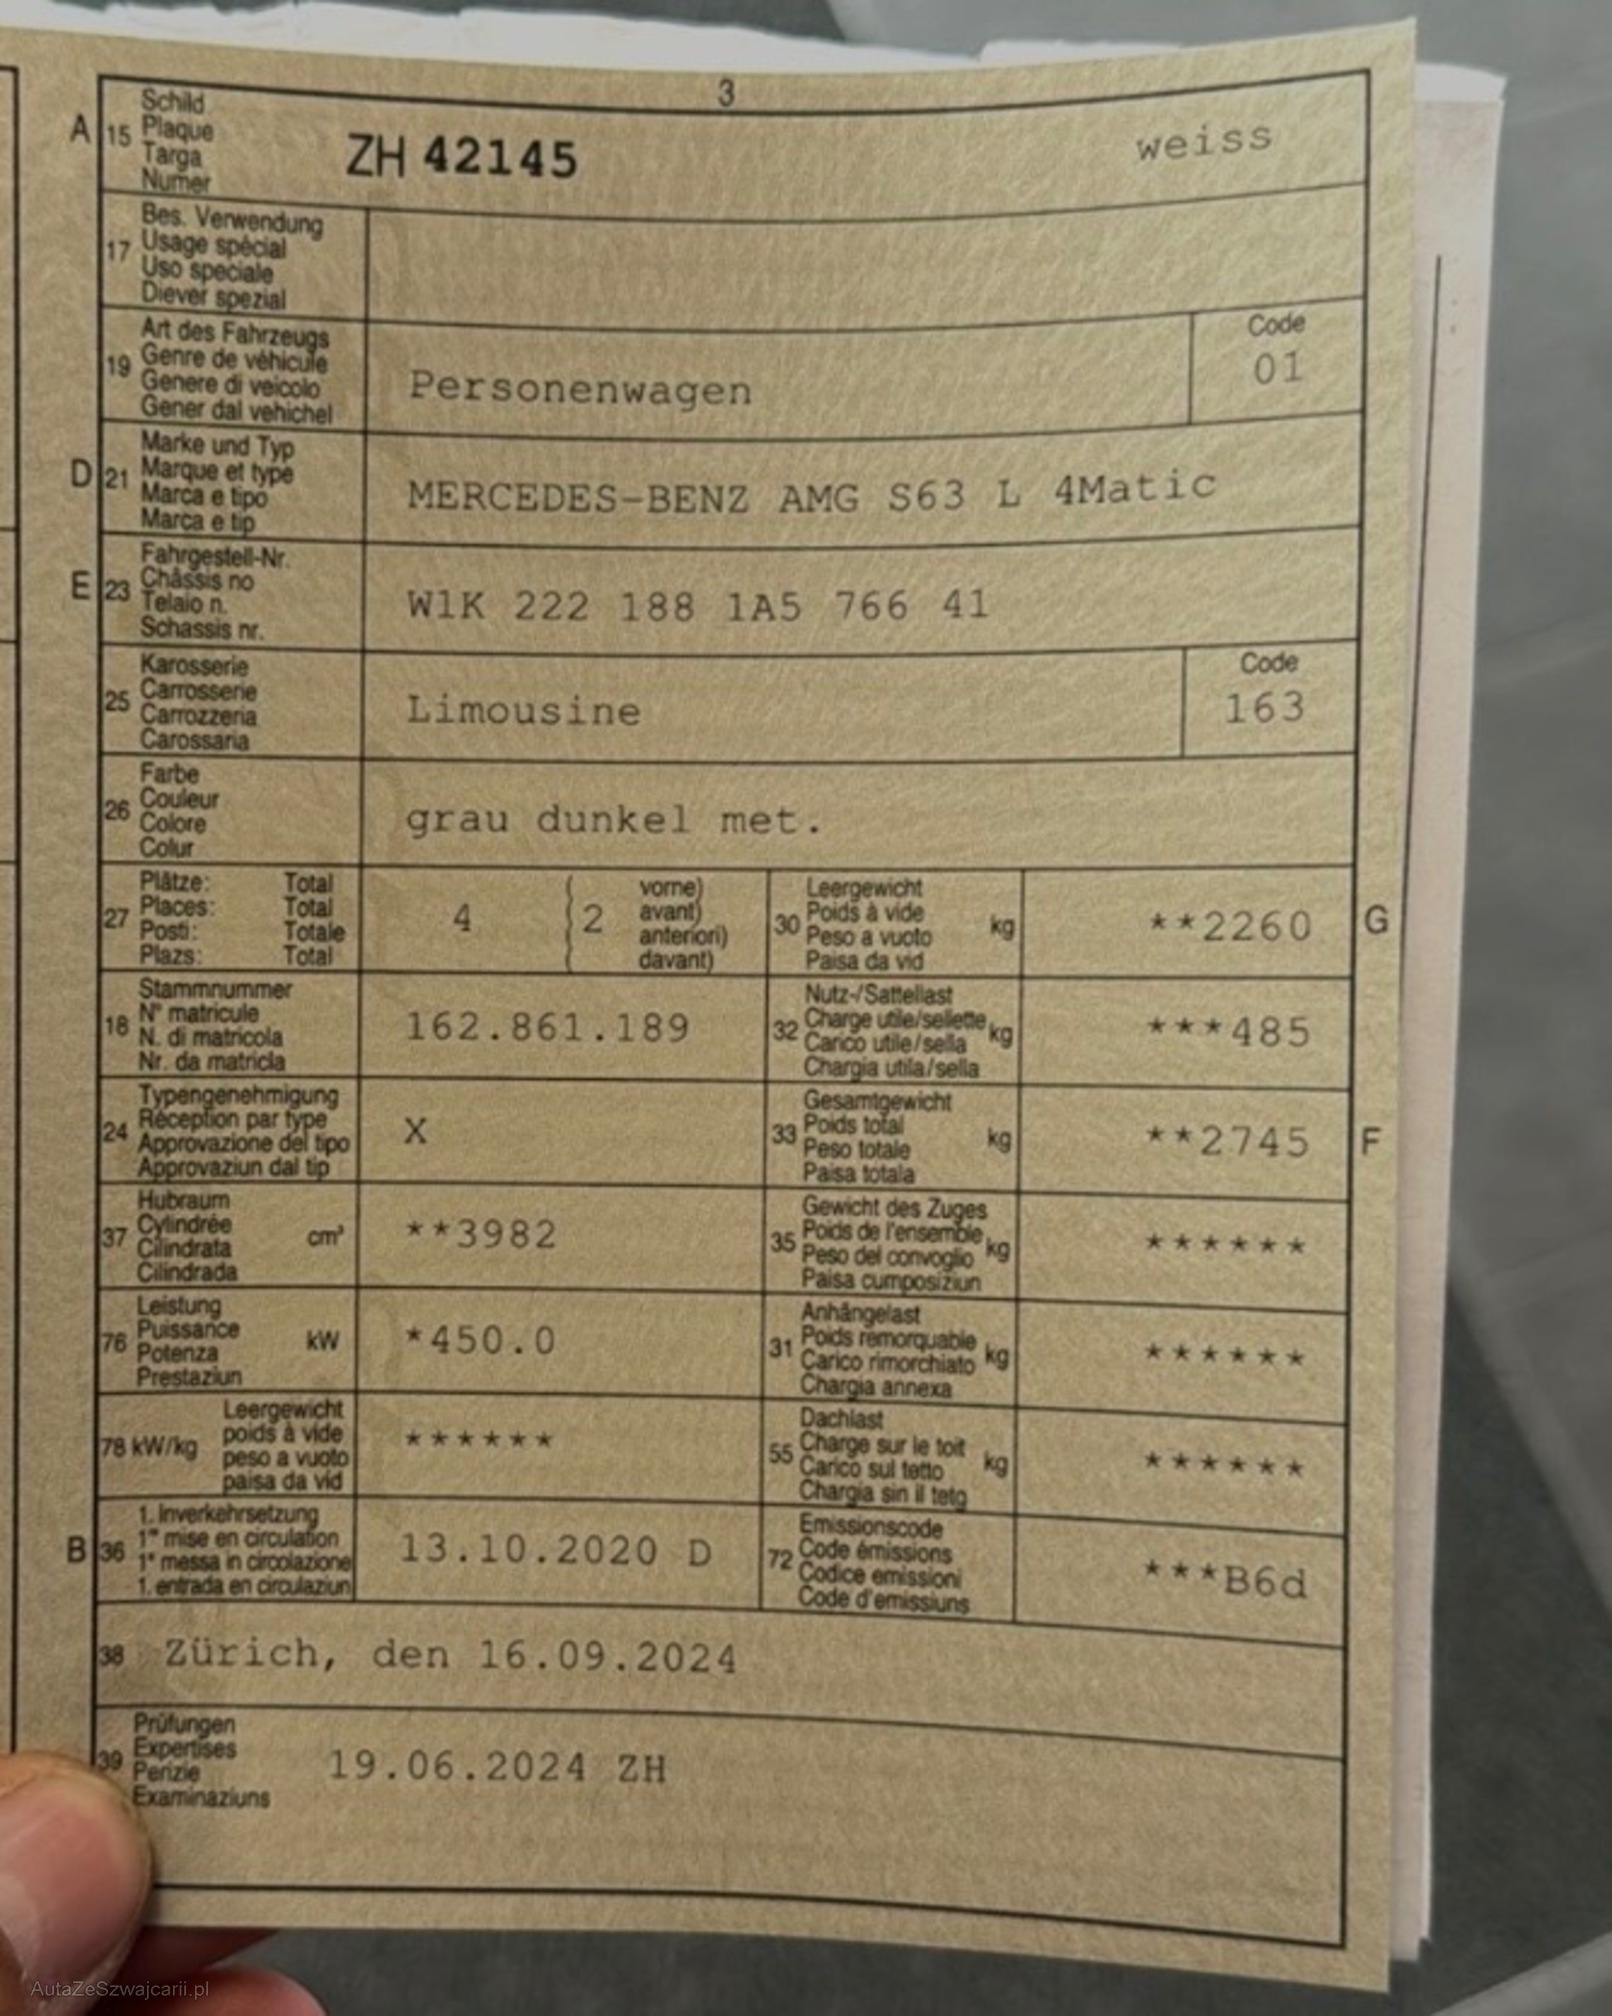 3
A 15 Schild
Plaque
Targa
Numer
ZH 42145 weiss
17 Bes. Verwendung
Usage spécial
Uso speciale
Diever spezial
19 Art des Fahrzeugs
Genre de véhicule
Genere di veicolo
Gener dal vehichel
Personenwagen
Code
01
D 21 Marke und Typ
Marque et type
Marca e tipo
Marca e tip
MERCEDES-BENZ AMG S63 L 4Matic
E 23 Fahrgestell-Nr.
Châssis no
Telaio n.
Schassis nr.
W1K 222 188 1A5 766 41
25 Karosserie
Carrosserie
Carrozzeria
Carossaria
Limousine
Code
163
26 Farbe
Couleur
Colore
Colur
grau dunkel met.
27 Plätze: Total
Places: Total
Posti: Totale
Plazs: Total
4 2
vorne)
avant)
anteriori)
davant)
30 Leergewicht
Poids à vide
Peso a vuoto
Paisa da vid
kg
**2260 G
18 Stammnummer
N° matricule
N. di matricola
Nr. da matricla
162.861.189
32 Nutz-/Sattellast
Charge utile/sellette
Carico utile/sella
Chargia utila/sella
kg
***485
24 Typengenehmigung
Réception par type
Approvazione del tipo
Approvaziun dal tip
X
33 Gesamtgewicht
Poids total
Peso totale
Paisa totala
kg
**2745 F
37 Hubraum
Cylindrée
Cilindrata
Cilindrada
cm³
**3982
35 Gewicht des Zuges
Poids de l'ensemble
Peso del convoglio
Paisa cumposiziun
kg
******
76 Leistung
Puissance
Potenza
Prestaziun
kW
*450.0
31 Anhängelast
Poids remorquable
Carico rimorchiato
Chargia annexa
kg
******
78 kW/kg Leergewicht
poids à vide
peso a vuoto
paisa da vid
******
55 Dachlast
Charge sur le toit
Carico sul tetto
Chargia sin il tetg
kg
******
B 36 1. Inverkehrsetzung
1re mise en circulation
1a messa in circolazione
1. entrada en circulaziun
13.10.2020 D
72 Emissionscode
Code émissions
Codice emissioni
Code d'emissiuns
***B6d
38 Zürich, den 16.09.2024
39 Prüfungen
Expertises
Perizie
Examinaziuns
19.06.2024 ZH
AutaZeSzwajcarii.pl